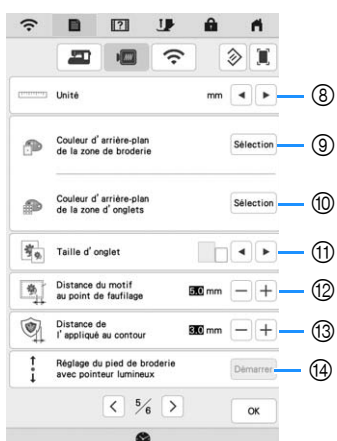 Unité mm ⑧
Couleur d'arrière-plan
de la zone de broderie
Sélection ⑨
Couleur d'arrière-plan
de la zone d'onglets
Sélection ⑩
Taille d'onglet ⑪
Distance du motif
au point de faufilage
5.0 mm − + ⑫
Distance de
l'appliqué au contour
3.0 mm − + ⑬
Réglage du pied de broderie
avec pointeur lumineux
Démarrer ⑭
< 5/6 > OK